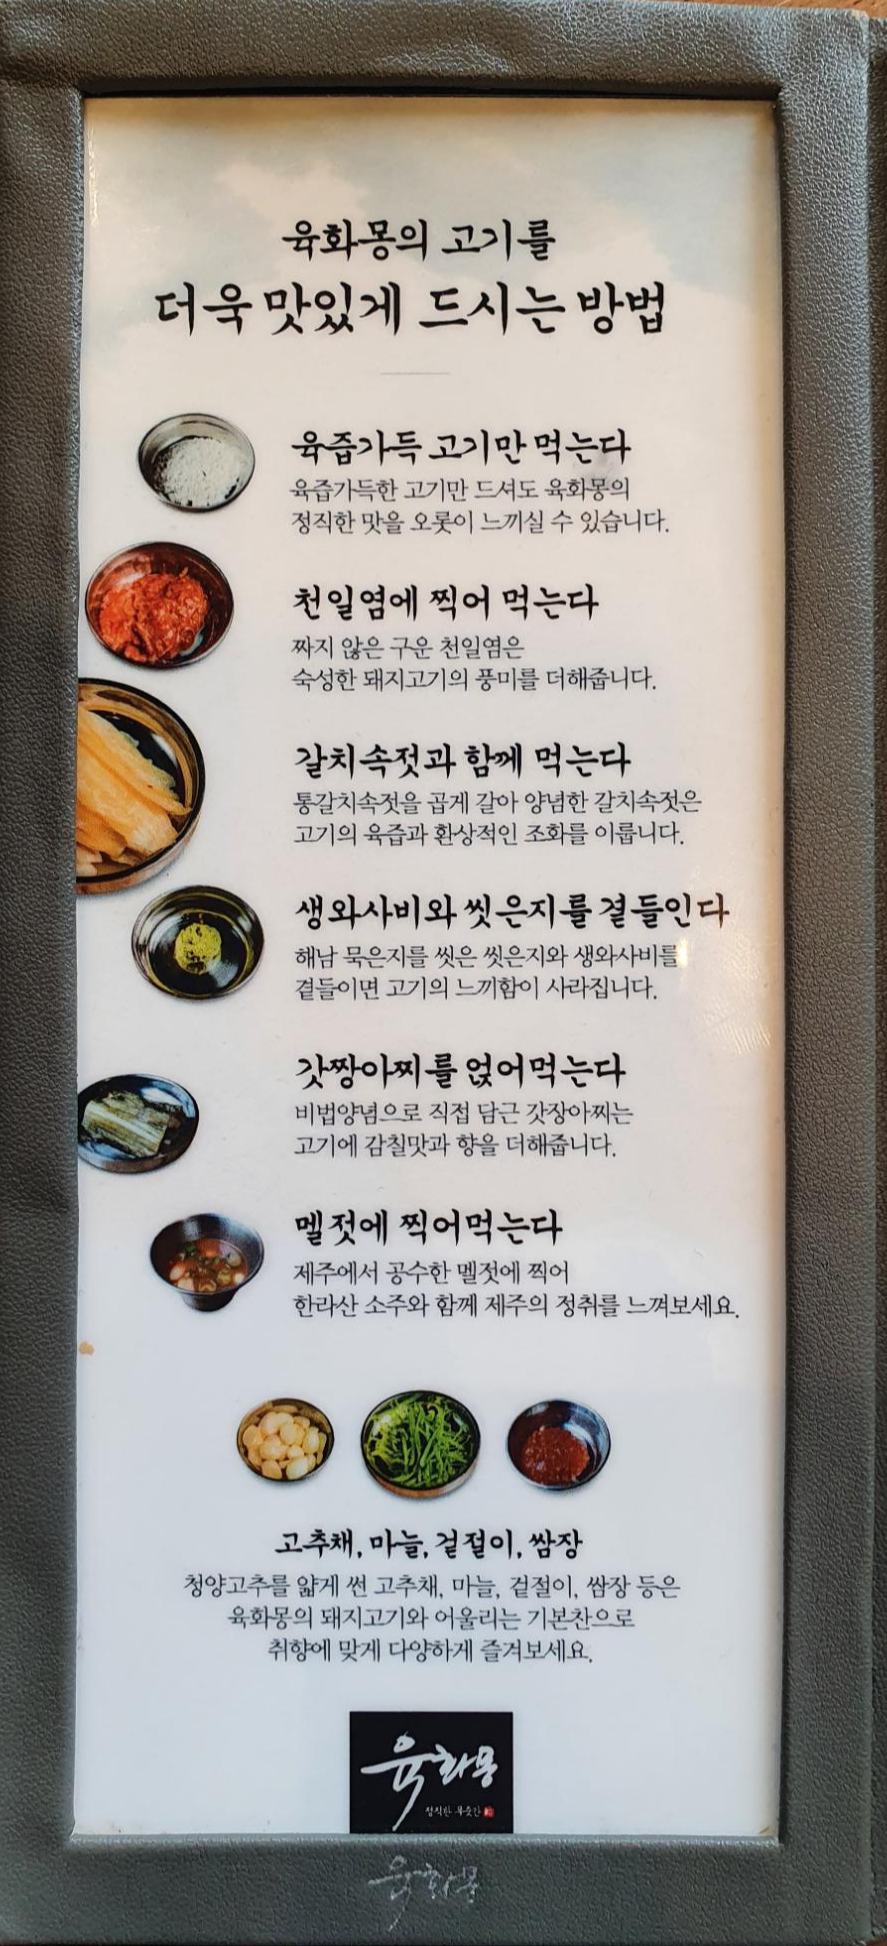 육화몽의 고기를
더욱 맛있게 드시는 방법
육즙가득 고기만 먹는다
육즙가득한 고기만 드셔도 육화몽의
정직한 맛을 오롯이 느끼실 수 있습니다.
천일염에 찍어 먹는다
짜지 않은 구운 천일염은
숙성한 돼지고기의 풍미를 더해줍니다.
갈치속젓과 함께 먹는다
통갈치속젓을 곱게 갈아 양념한 갈치속젓은
고기의 육즙과 환상적인 조화를 이룹니다.
생와사비와 씻은지를 곁들인다
해남 묵은지를 씻은 씻은지와 생와사비를
곁들이면 고기의 느끼함이 사라집니다.
갓짱아찌를 얹어먹는다
비법양념으로 직접 담근 갓장아찌는
고기에 감칠맛과 향을 더해줍니다.
멜젓에 찍어먹는다
제주에서 공수한 멜젓에 찍어
한라산 소주와 함께 제주의 정취를 느껴보세요.
고추채, 마늘, 겉절이, 쌈장
청양고추를 얇게 썬 고추채, 마늘, 겉절이, 쌈장 등은
육화몽의 돼지고기와 어울리는 기본찬으로
취향에 맞게 다양하게 즐겨보세요.
육화몽
정직한 푸줏간
육화몽